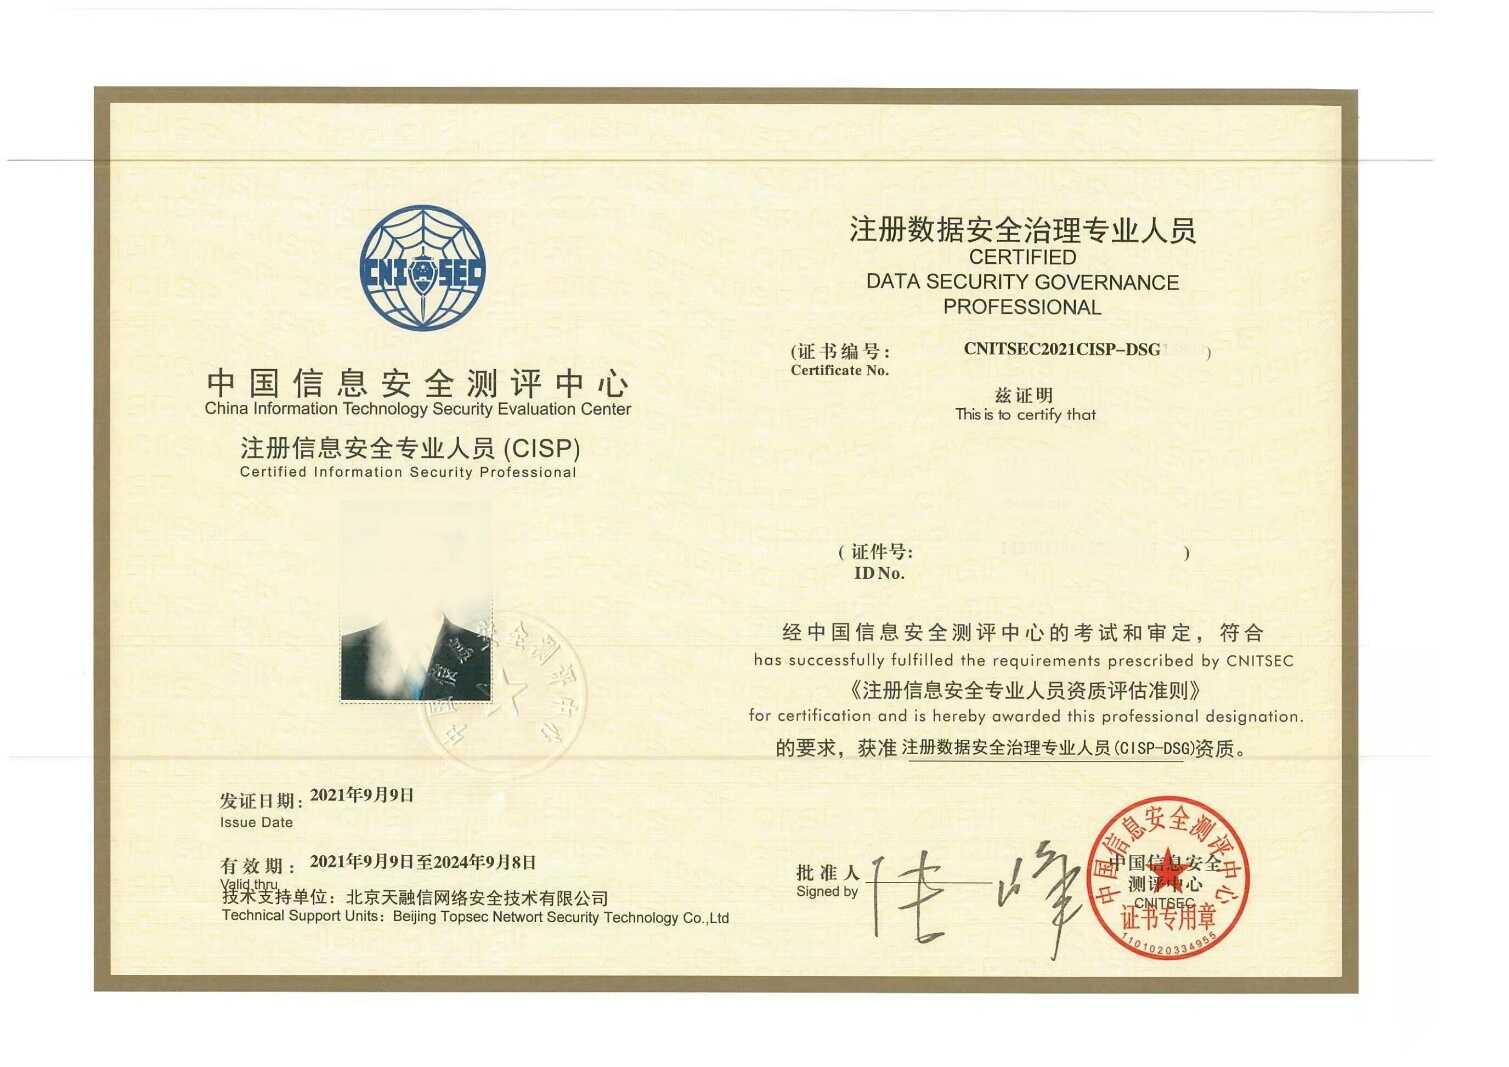 CNITSEC
中国信息安全测评中心
China Information Technology Security Evaluation Center
注册信息安全专业人员 (CISP)
Certified Information Security Professional
中国信息安全测评中心
发证日期: 2021年9月9日
Issue Date
有效期: 2021年9月9日至2024年9月8日
Valid thru
技术支持单位: 北京天融信网络安全技术有限公司
Technical Support Units: Beijing Topsec Networt Security Technology Co.,Ltd
注册数据安全治理专业人员
CERTIFIED
DATA SECURITY GOVERNANCE
PROFESSIONAL
(证书编号: CNITSEC2021CISP-DSG )
Certificate No.
兹证明
This is to certify that
( 证件号: )
ID No.
经中国信息安全测评中心的考试和审定，符合
has successfully fulfilled the requirements prescribed by CNITSEC
《注册信息安全专业人员资质评估准则》
for certification and is hereby awarded this professional designation.
的要求，获准 注册数据安全治理专业人员(CISP-DSG)资质。
批准人
Signed by
中国信息安全
测评中心
CNITSEC
中国信息安全测评中心
证书专用章
1101020334955